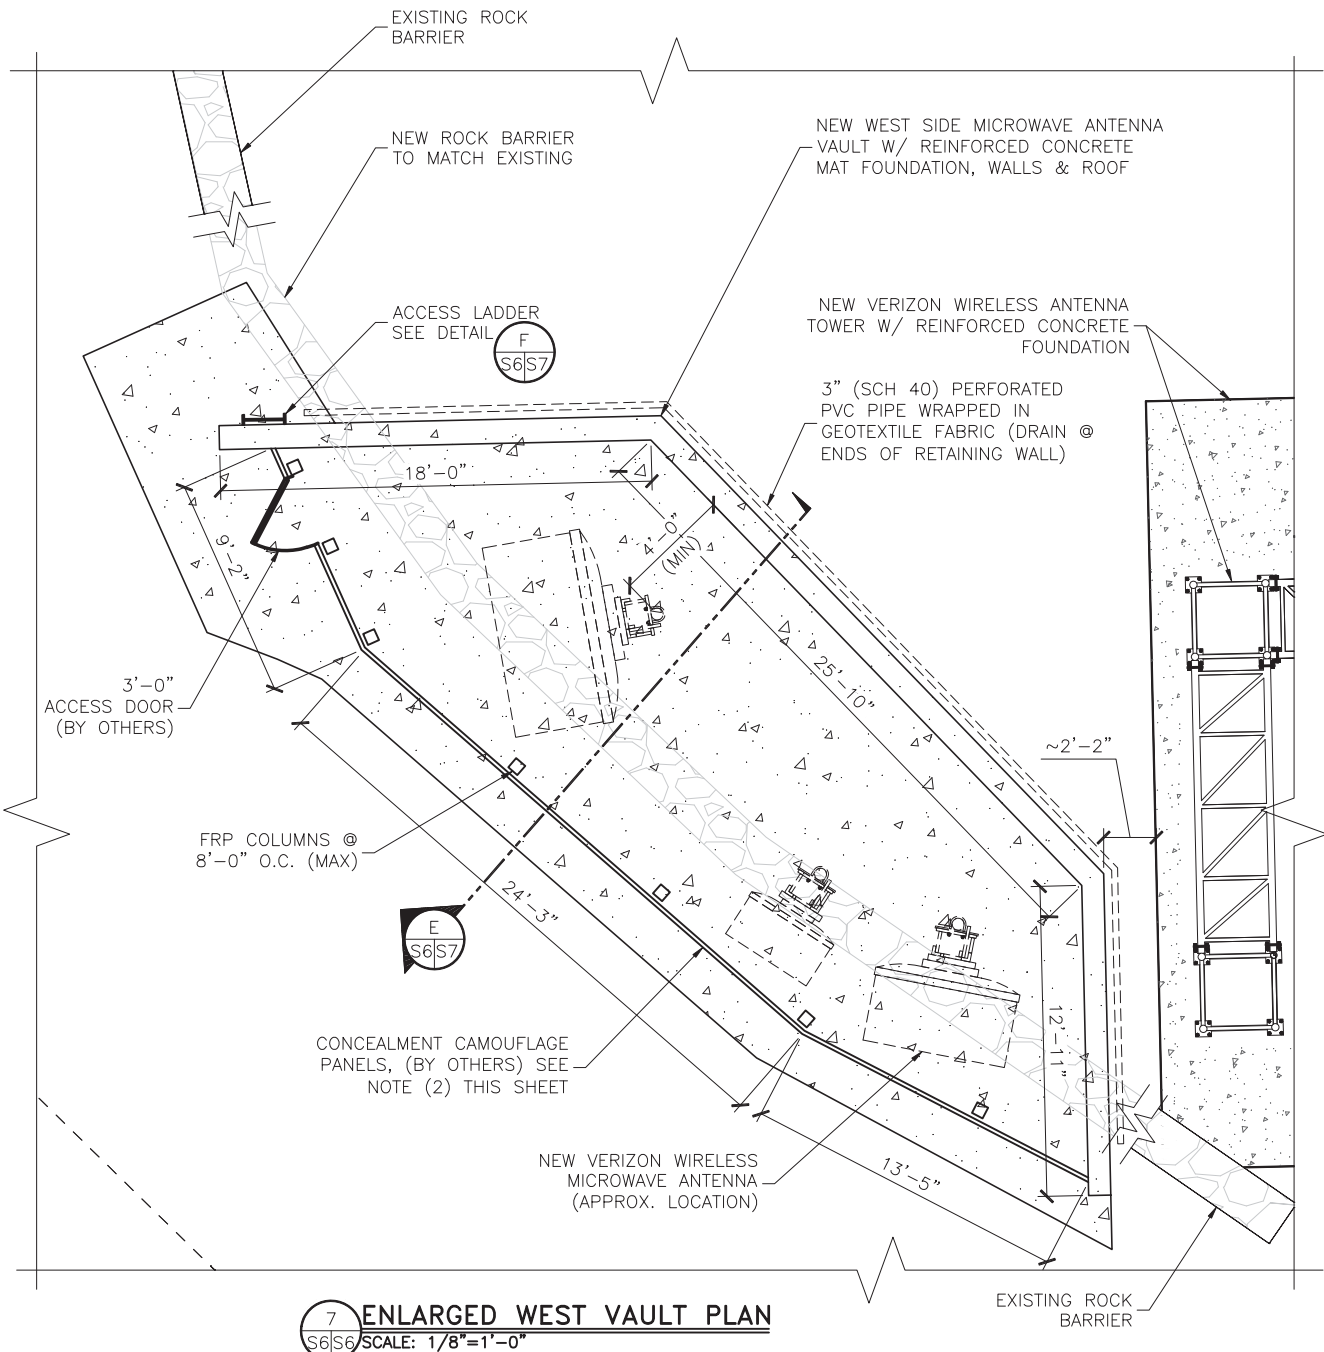 EXISTING ROCK
BARRIER
NEW ROCK BARRIER
TO MATCH EXISTING
NEW WEST SIDE MICROWAVE ANTENNA
VAULT W/ REINFORCED CONCRETE
MAT FOUNDATION, WALLS & ROOF
ACCESS LADDER
SEE DETAIL
F
S6 S7
NEW VERIZON WIRELESS ANTENNA
TOWER W/ REINFORCED CONCRETE
FOUNDATION
3" (SCH 40) PERFORATED
PVC PIPE WRAPPED IN
GEOTEXTILE FABRIC (DRAIN @
ENDS OF RETAINING WALL)
18'-0"
9'-2"
4'-0"
(MIN)
25'-10"
3'-0"
ACCESS DOOR
(BY OTHERS)
~2'-2"
FRP COLUMNS @
8'-0" O.C. (MAX)
24'-3"
E
S6 S7
CONCEALMENT CAMOUFLAGE
PANELS, (BY OTHERS) SEE
NOTE (2) THIS SHEET
12'-11"
NEW VERIZON WIRELESS
MICROWAVE ANTENNA
(APPROX. LOCATION)
13'-5"
EXISTING ROCK
BARRIER
7
S6 S6
ENLARGED WEST VAULT PLAN
SCALE: 1/8"=1'-0"